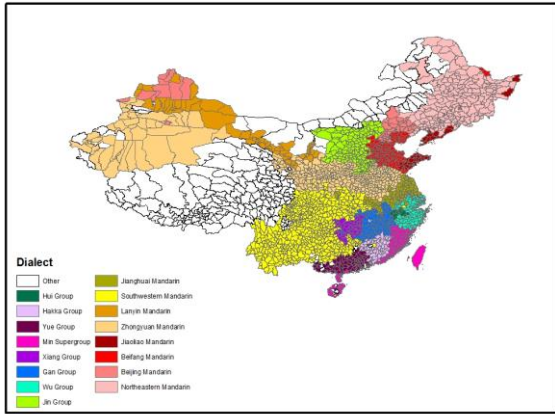 Dialect
Other
Hui Group
Hakka Group
Yue Group
Min Supergroup
Xiang Group
Gan Group
Wu Group
Jin Group
Jianghuai Mandarin
Southwestern Mandarin
Lanyin Mandarin
Zhongyuan Mandarin
Jiaoliao Mandarin
Beifang Mandarin
Beijing Mandarin
Northeastern Mandarin